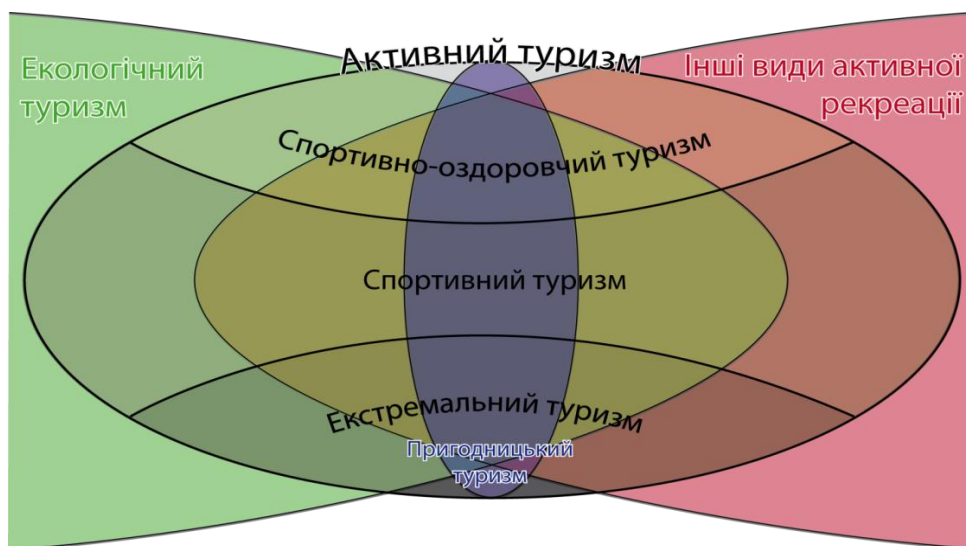 Активний туризм
Екологічний
туризм
Інші види активної
рекреації
Спортивно-оздоровчий туризм
Спортивний туризм
Екстремальний туризм
Пригодницький
туризм